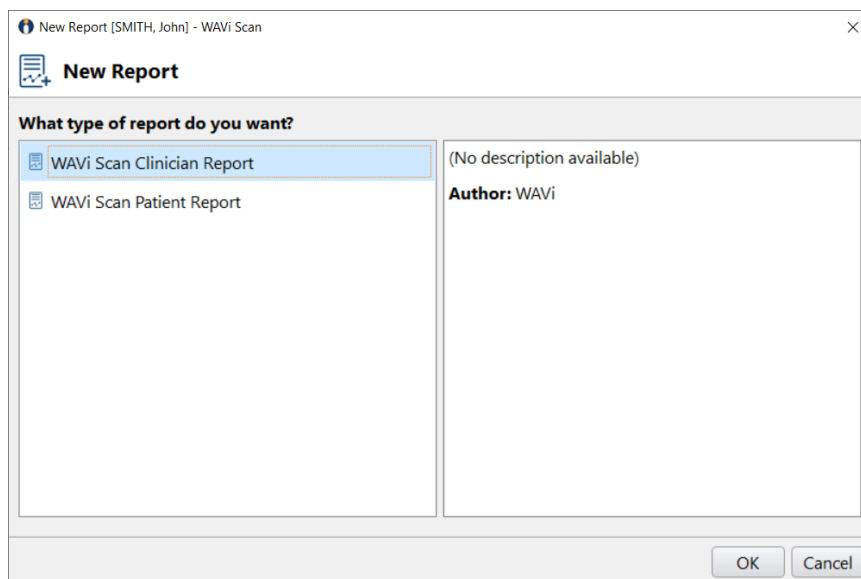 New Report [SMITH, John] - WAVi Scan
New Report
What type of report do you want?
WAVi Scan Clinician Report
WAVi Scan Patient Report
(No description available)
Author: WAVi
OK
Cancel